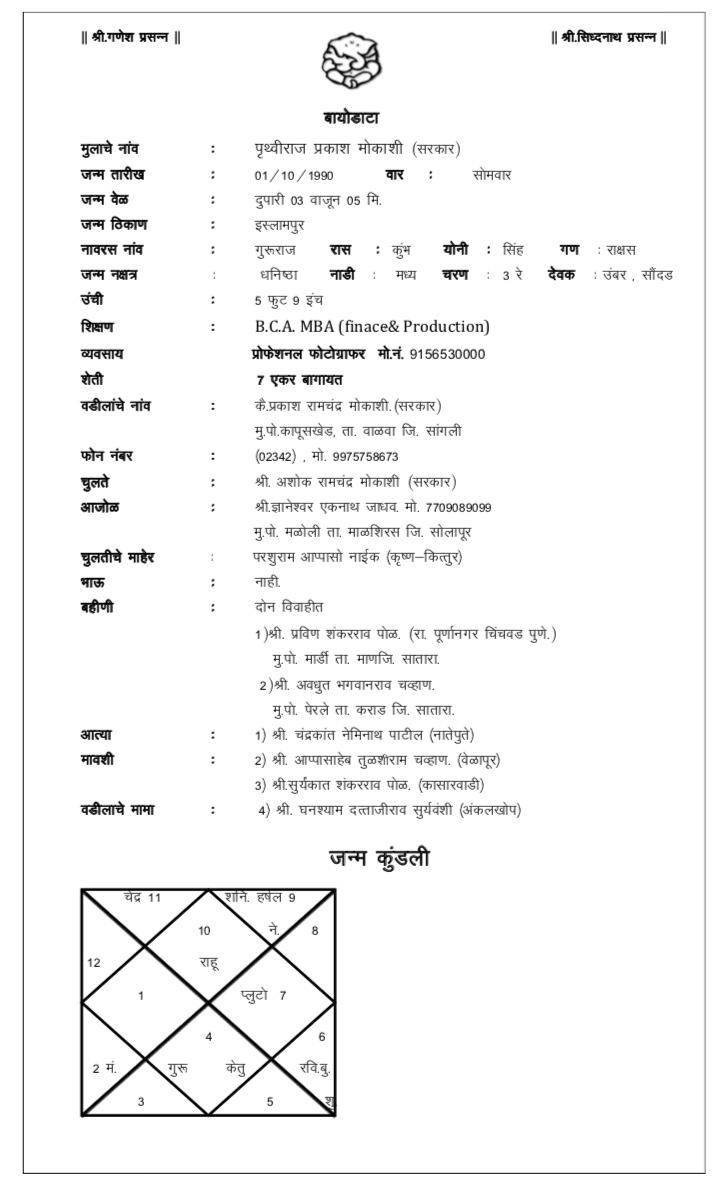 || श्री.गणेश प्रसन्न || || श्री.सिध्दनाथ प्रसन्न ||
बायोडाटा
मुलाचे नांव : पृथ्वीराज प्रकाश मोकाशी (सरकार)
जन्म तारीख : 01/10/1990 वार : सोमवार
जन्म वेळ : दुपारी 03 वाजून 05 मि.
जन्म ठिकाण : इस्लामपुर
नावरस नांव : गुरूराज रास : कुंभ योनी : सिंह गण : राक्षस
जन्म नक्षत्र : धनिष्ठा नाडी : मध्य चरण : 3 रे देवक : उंबर , सौंदड
उंची : 5 फुट 9 इंच
शिक्षण : B.C.A. MBA (finace& Production)
व्यवसाय प्रोफेशनल फोटोग्राफर मो.नं. 9156530000
शेती 7 एकर बागायत
वडीलांचे नांव : कै.प्रकाश रामचंद्र मोकाशी.(सरकार)
मु.पो.कापूसखेड, ता. वाळवा जि. सांगली
फोन नंबर : (02342) , मो. 9975758673
चुलते : श्री. अशोक रामचंद्र मोकाशी (सरकार)
आजोळ : श्री.ज्ञानेश्वर एकनाथ जाधव. मो. 7709089099
मु.पो. मळोली ता. माळशिरस जि. सोलापूर
चुलतीचे माहेर : परशुराम आप्पासो नाईक (कृष्ण–कित्तुर)
भाऊ : नाही.
बहीणी : दोन विवाहीत
1)श्री. प्रविण शंकरराव पोळ. (रा. पूर्णानगर चिंचवड पुणे.)
मु.पो. मार्डी ता. माणजि. सातारा.
2)श्री. अवधुत भगवानराव चव्हाण.
मु.पो. पेरले ता. कराड जि. सातारा.
आत्या : 1) श्री. चंद्रकांत नेमिनाथ पाटील (नातेपुते)
मावशी : 2) श्री. आप्पासाहेब तुळशीराम चव्हाण. (वेळापूर)
3) श्री.सुर्यकात शंकरराव पोळ. (कासारवाडी)
वडीलाचे मामा : 4) श्री. घनश्याम दत्ताजीराव सुर्यवंशी (अंकलखोप)
जन्म कुंडली
चेद्र 11 शनि. हर्षल 9
10 ने. 8
12 राहू
1 प्लुटो 7
4 6
2 मं. गुरू केतु रवि.बु.
3 5 शु